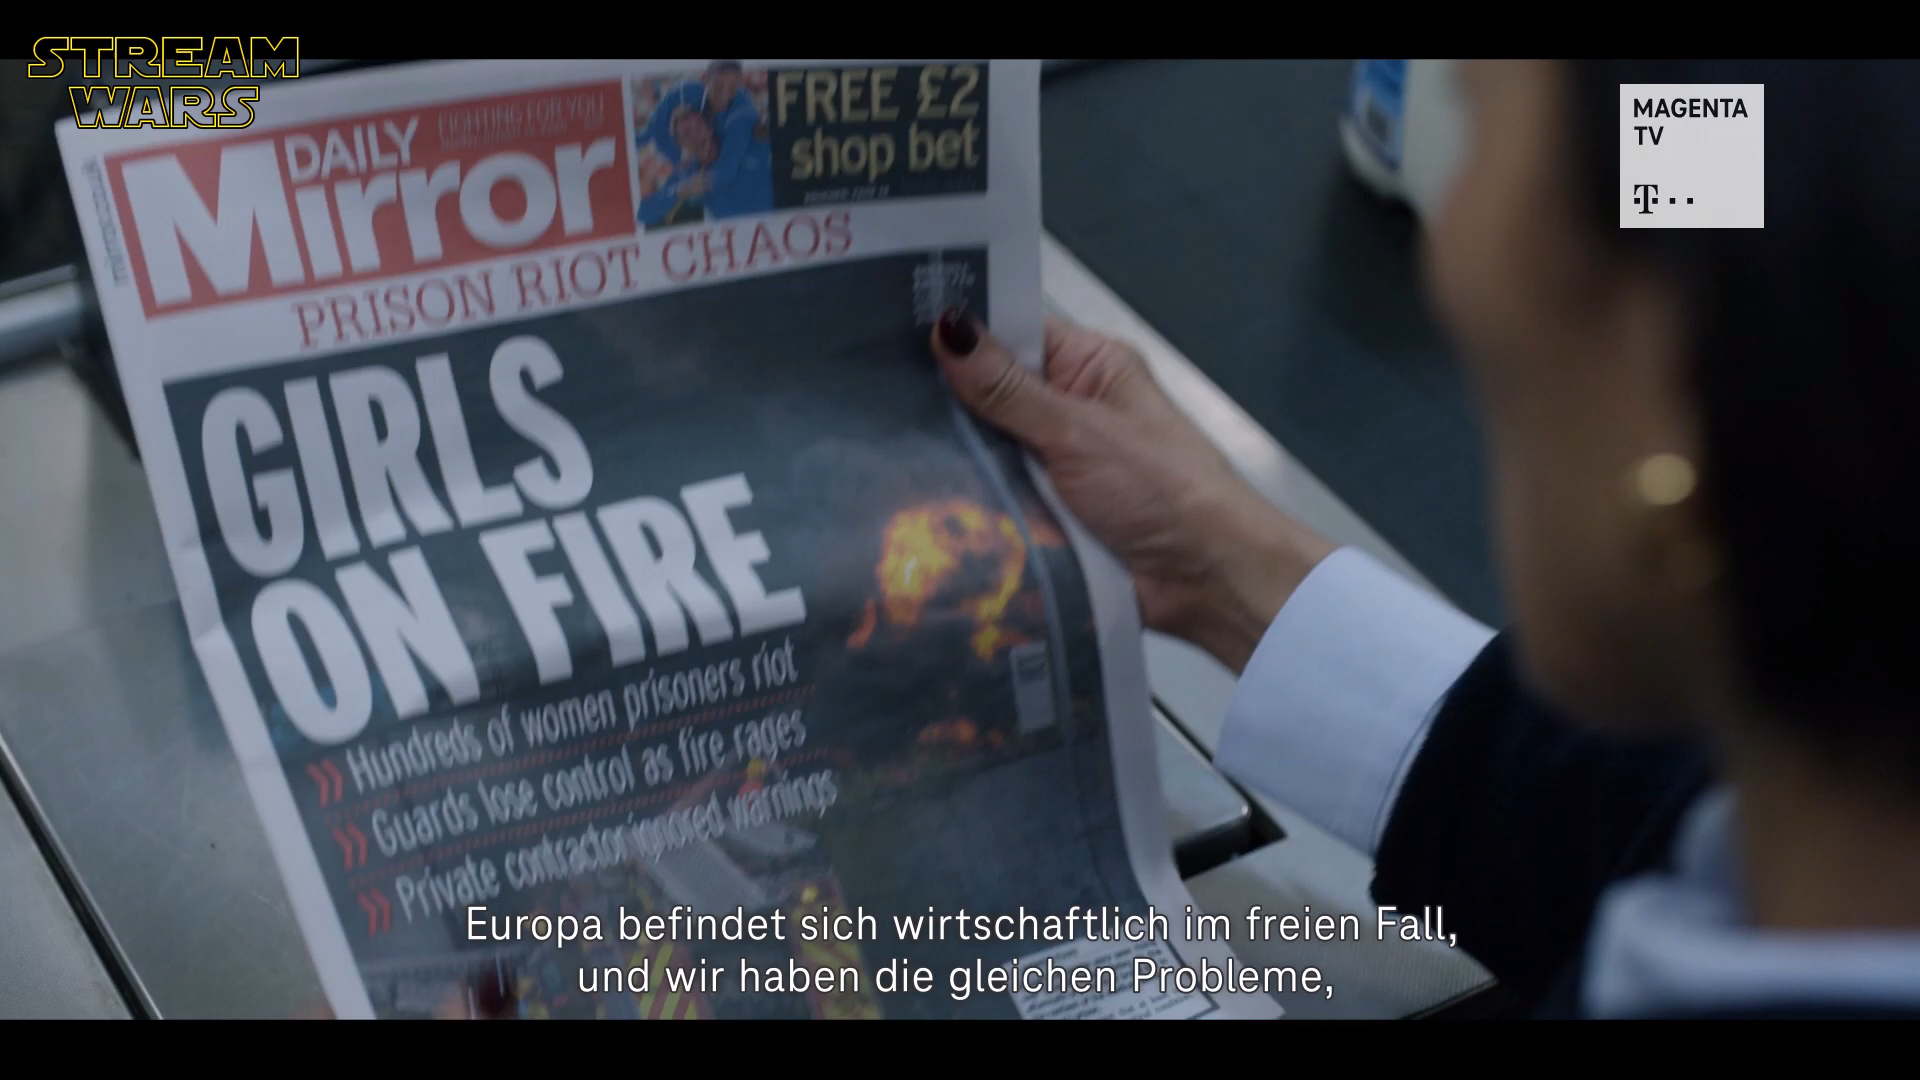 STREAM
WARS
MAGENTA
TV
T
DAILY
Mirror
FIGHTING FOR YOU
FREE £2
shop bet
PRISON RIOT CHAOS
GIRLS
ON FIRE
» Hundreds of women prisoners riot
» Guards lose control as fire rages
» Private contractor ignored warnings
Europa befindet sich wirtschaftlich im freien Fall,
und wir haben die gleichen Probleme,